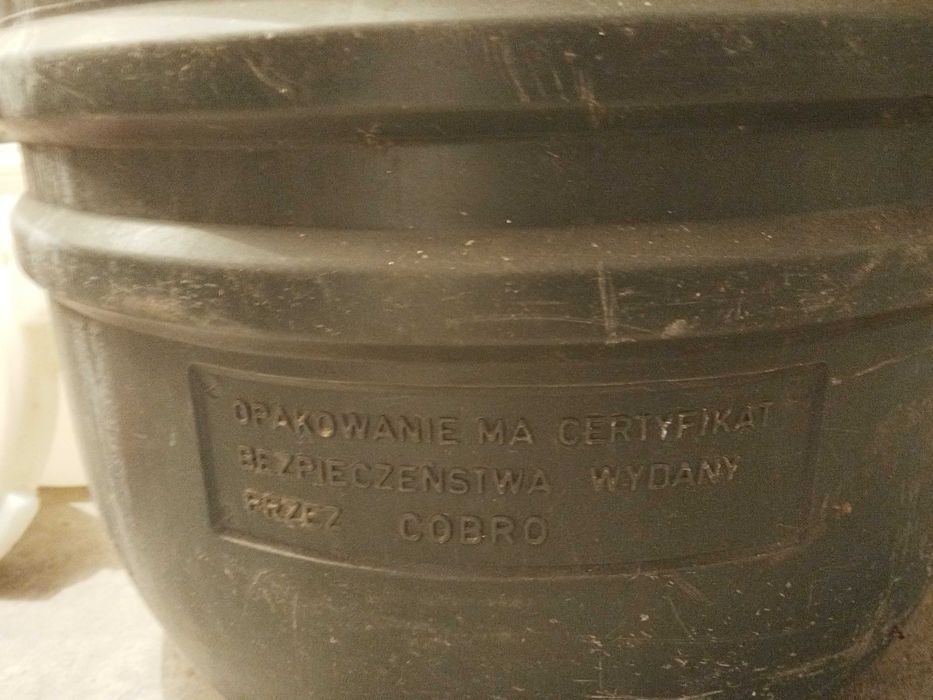 OPAKOWANIE MA CERTYFIKAT
BEZPIECZEŃSTWA WYDANY
PRZEZ COBRO